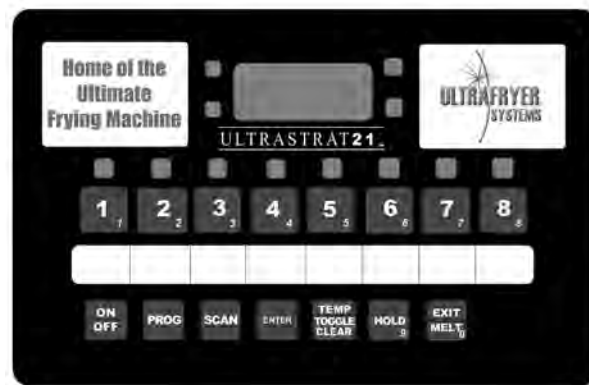 Home of the
Ultimate
Frying Machine
ULTRAFRYER
SYSTEMS
ULTRASTRAT21
1 1 2 2 3 3 4 4 5 5 6 6 7 7 8 8
ON
OFF
PROG
SCAN
ENTER
TEMP
TOGGLE
CLEAR
HOLD
9
EXIT
MELT 0